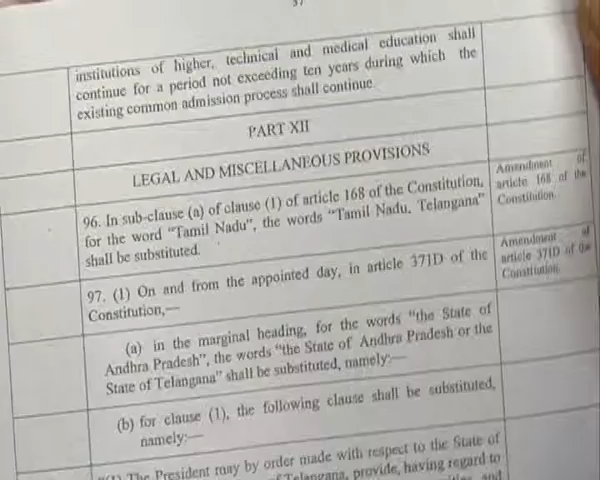 37
institutions of higher, technical and medical education shall
continue for a period not exceeding ten years during which the
existing common admission process shall continue.
PART XII
LEGAL AND MISCELLANEOUS PROVISIONS
96. In sub-clause (a) of clause (1) of article 168 of the Constitution,
for the word "Tamil Nadu", the words "Tamil Nadu, Telangana"
shall be substituted.
Amendment of
article 168 of the
Constitution.
97. (1) On and from the appointed day, in article 371D of the
Constitution,—
Amendment of
article 371D of the
Constitution.
(a) in the marginal heading, for the words "the State of
Andhra Pradesh", the words "the State of Andhra Pradesh or the
State of Telangana" shall be substituted, namely:—
(b) for clause (1), the following clause shall be substituted,
namely:—
"(1) The President may by order made with respect to the State of
of Telangana, provide, having regard to
and